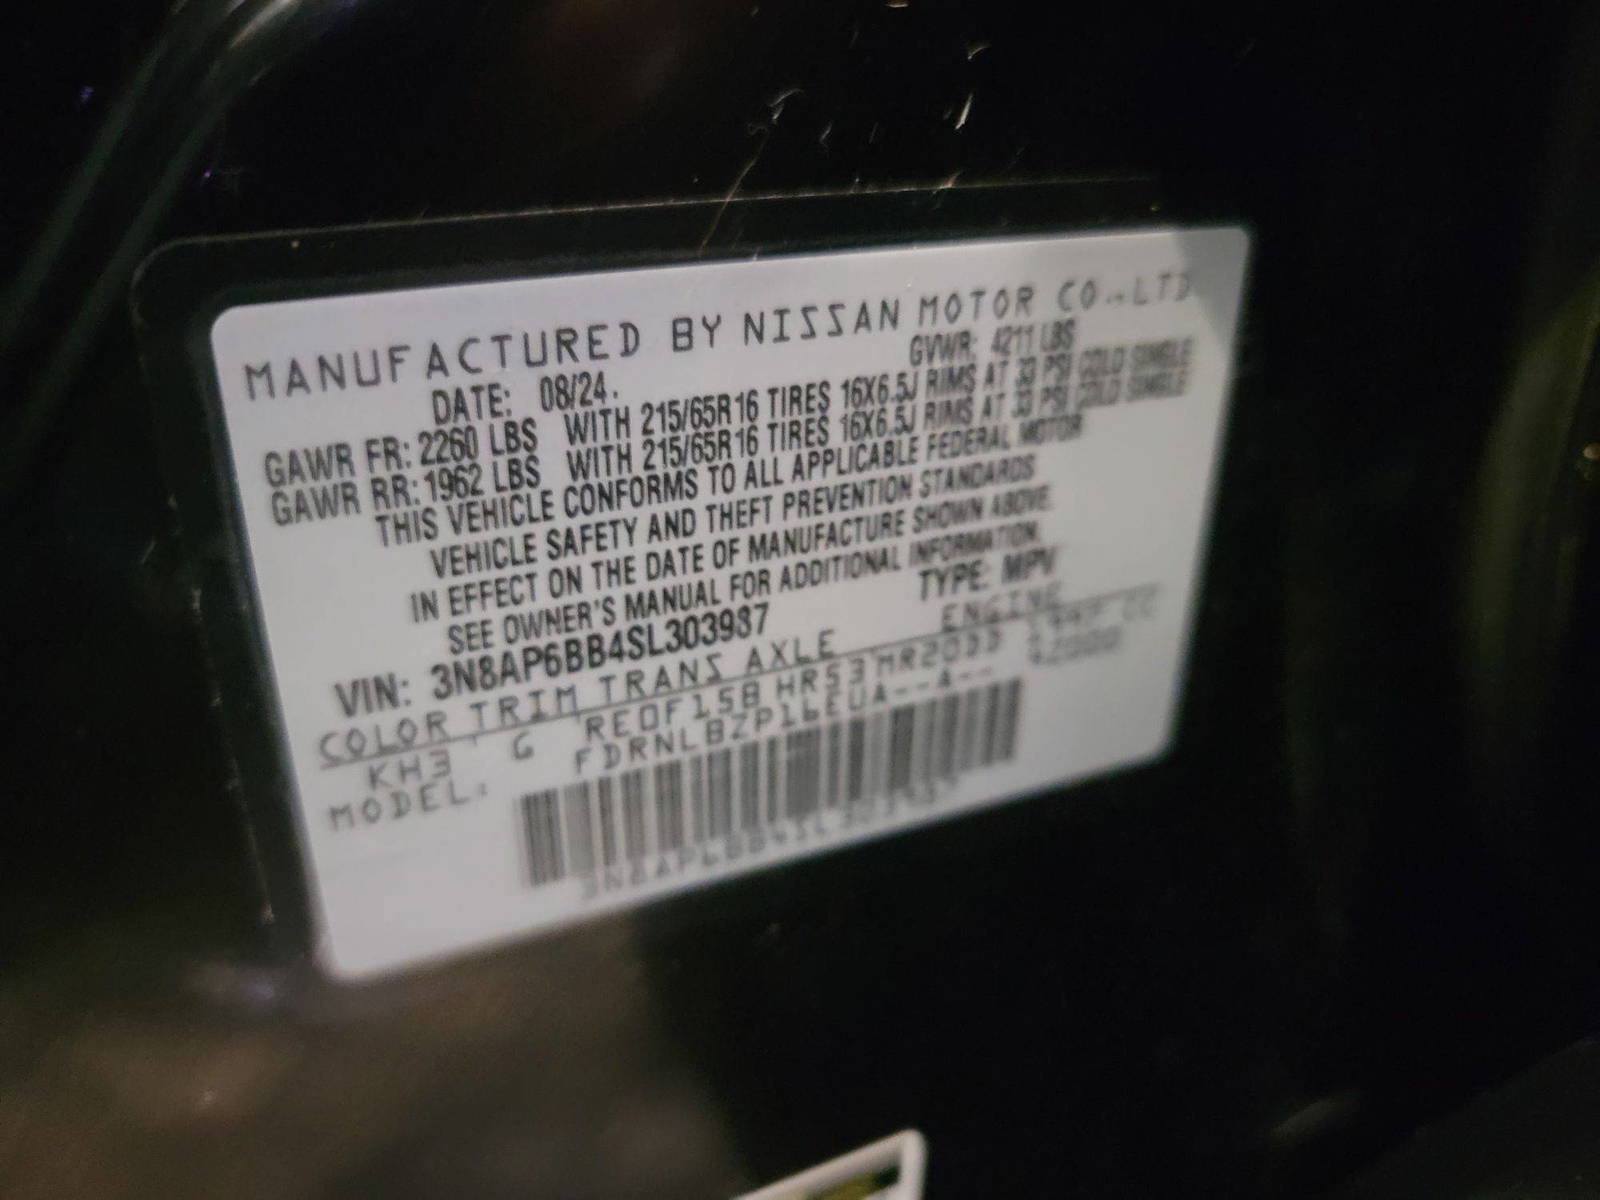 MANUFACTURED BY NISSAN MOTOR CO.,LTD
DATE: 08/24. GVWR: 4211 LBS
GAWR FR: 2260 LBS WITH 215/65R16 TIRES 16X6.5J RIMS AT 33 PSI COLD SINGLE
GAWR RR: 1962 LBS WITH 215/65R16 TIRES 16X6.5J RIMS AT 33 PSI COLD SINGLE
THIS VEHICLE CONFORMS TO ALL APPLICABLE FEDERAL MOTOR
VEHICLE SAFETY AND THEFT PREVENTION STANDARDS
IN EFFECT ON THE DATE OF MANUFACTURE SHOWN ABOVE.
SEE OWNER'S MANUAL FOR ADDITIONAL INFORMATION.
VIN: 3N8AP6BB4SL303987 TYPE: MPV
COLOR TRIM TRANS AXLE ENGINE
KH3 G RE0F15B HR53 MR20DD
MODEL: FDRNLBZP16EUA--A--
3N8AP6BB4SL303987